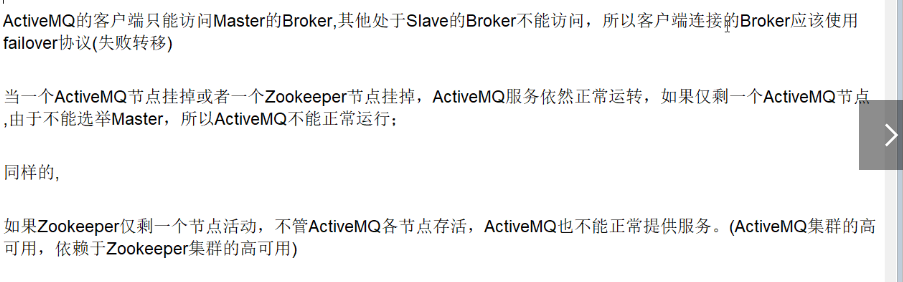 ActiveMQ的客户端只能访问Master的Broker,其他处于Slave的Broker不能访问，所以客户端连接的Broker应该使用
failover协议(失败转移)
当一个ActiveMQ节点挂掉或者一个Zookeeper节点挂掉，ActiveMQ服务依然正常运转，如果仅剩一个ActiveMQ节点
,由于不能选举Master，所以ActiveMQ不能正常运行；
同样的,
如果Zookeeper仅剩一个节点活动，不管ActiveMQ各节点存活，ActiveMQ也不能正常提供服务。(ActiveMQ集群的高
可用，依赖于Zookeeper集群的高可用)